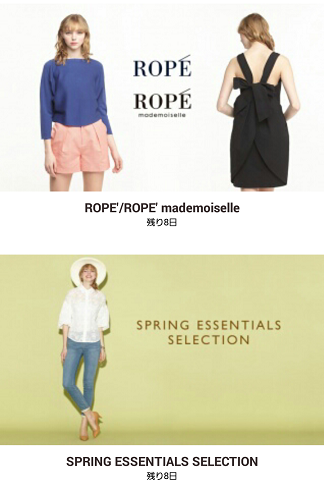 ROPÉ
ROPÉ
mademoiselle
ROPE'/ROPE' mademoiselle
残り8日
SPRING ESSENTIALS
SELECTION
SPRING ESSENTIALS SELECTION
残り8日